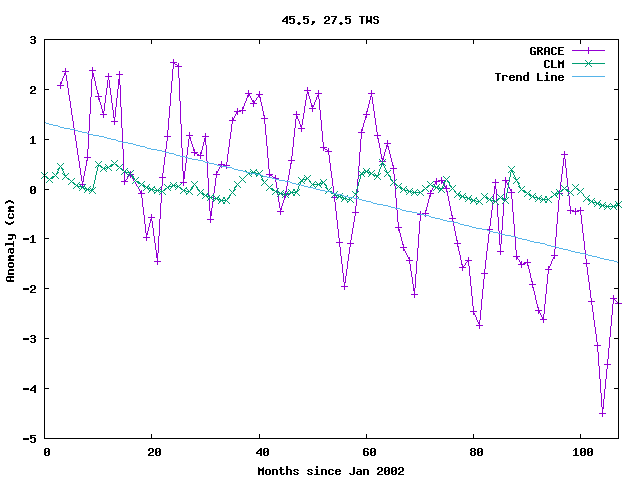 45.5, 27.5 TWS
GRACE
CLM
Trend Line
3
2
1
0
-1
-2
-3
-4
-5
Anomaly (cm)
0 20 40 60 80 100
Months since Jan 2002